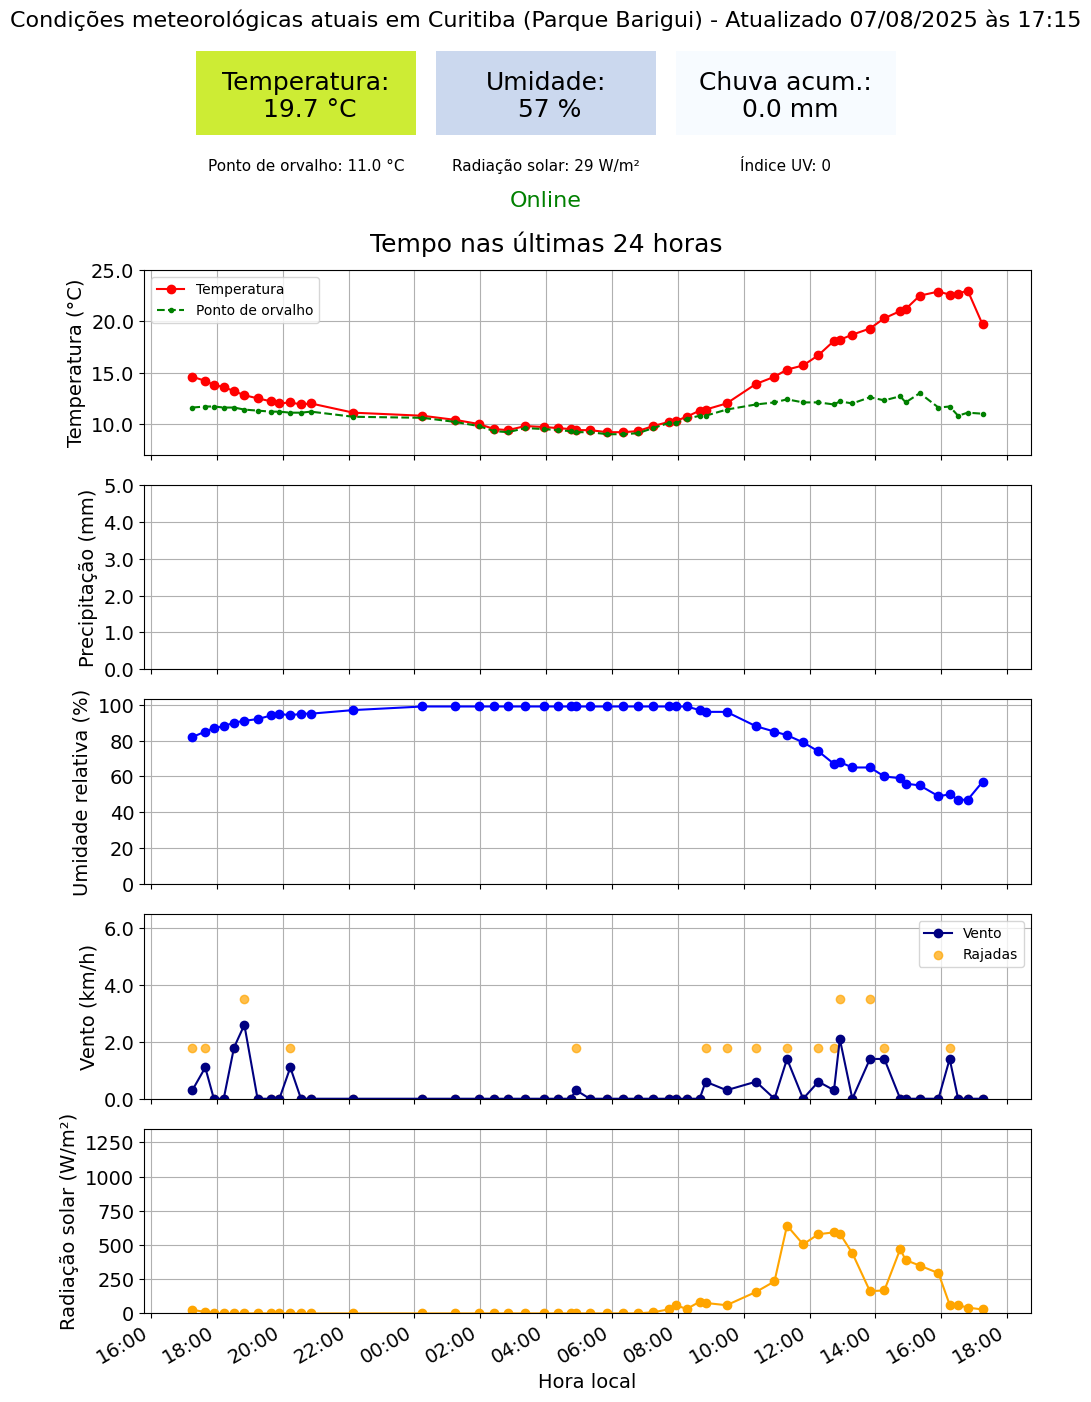 Condições meteorológicas atuais em Curitiba (Parque Barigui) - Atualizado 07/08/2025 às 17:15
Temperatura:
19.7 °C
Umidade:
57 %
Chuva acum.:
0.0 mm
Ponto de orvalho: 11.0 °C
Radiação solar: 29 W/m²
Índice UV: 0
Online
Tempo nas últimas 24 horas
Temperatura (°C)
25.0
20.0
15.0
10.0
Temperatura
Ponto de orvalho
Precipitação (mm)
5.0
4.0
3.0
2.0
1.0
0.0
Umidade relativa (%)
100
80
60
40
20
0
Vento (km/h)
6.0
4.0
2.0
0.0
Vento
Rajadas
Radiação solar (W/m²)
1250
1000
750
500
250
0
16:00
18:00
20:00
22:00
00:00
02:00
04:00
06:00
08:00
10:00
12:00
14:00
16:00
18:00
Hora local